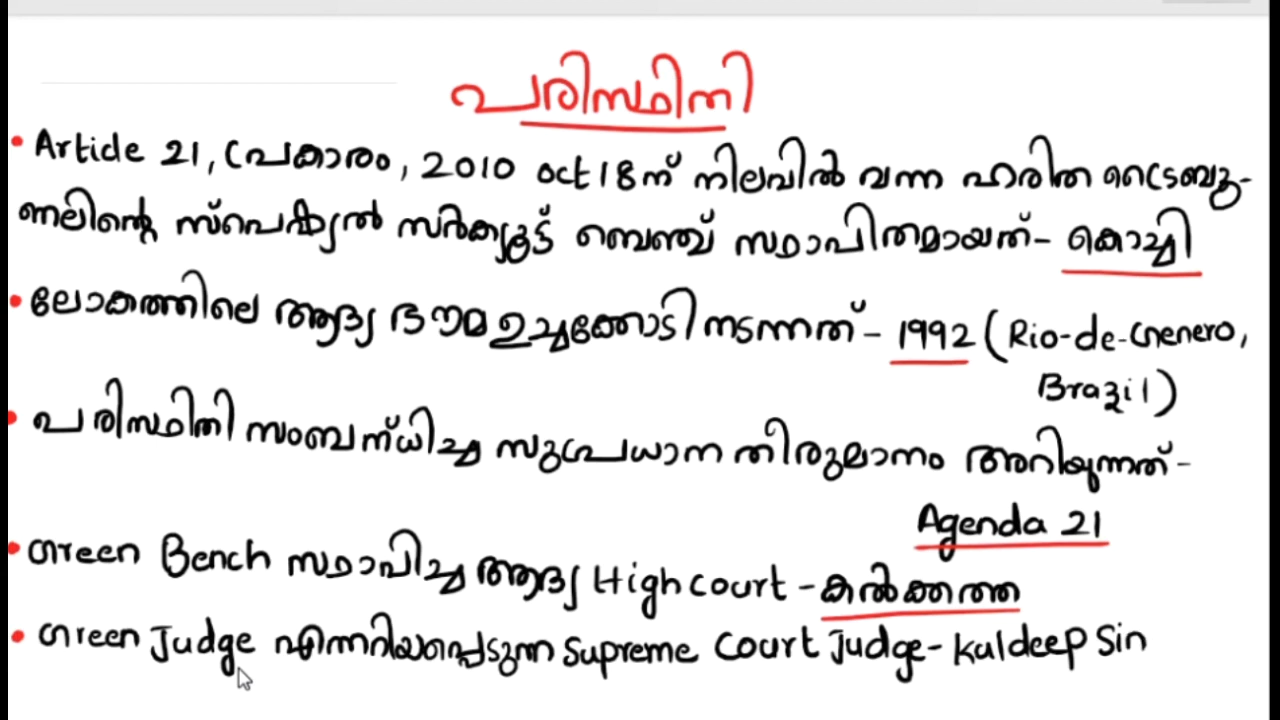 പരിസ്ഥിതി
• Article 21, പ്രകാരം, 2010 oct 18ന് നിലവിൽ വന്ന ഹരിത ട്രൈബ്യു-
ണലിന്റെ സ്പെഷ്യൽ സർക്യൂട്ട് ബെഞ്ച് സ്ഥാപിതമായത് - കൊച്ചി
• ലോകത്തിലെ ആദ്യ ഭൗമ ഉച്ചക്കോടി നടന്നത് - 1992 (Rio-de-Genero,
Brazil)
• പരിസ്ഥിതി സംബന്ധിച്ച സുപ്രധാന തീരുമാനം അറിയുന്നത് -
Agenda 21
• Green Bench സ്ഥാപിച്ച ആദ്യ High court - കൽക്കത്ത
• Green Judge എന്നറിയപ്പെടുന്ന Supreme Court Judge - Kuldeep Sin